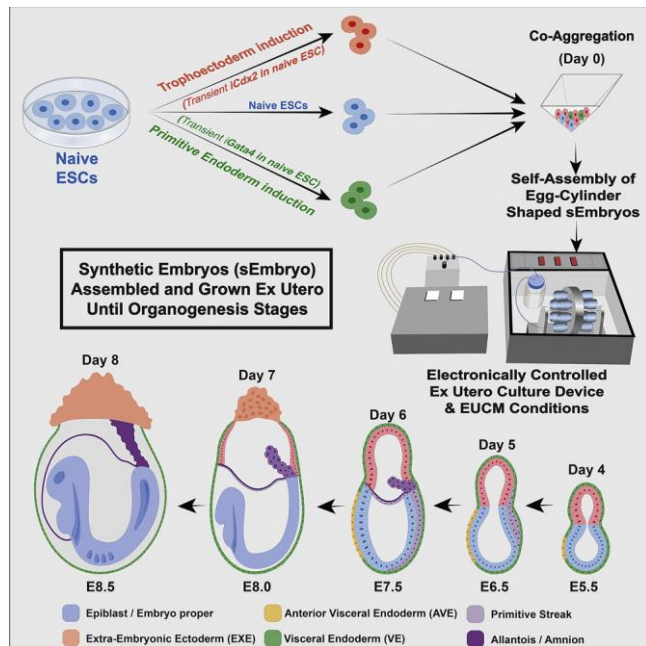 Trophoectoderm induction
(Transient iCdx2 in naive ESC)
Naive ESCs
(Transient iGata4 in naive ESC)
Primitive Endoderm induction
Naive
ESCs
Co-Aggregation
(Day 0)
Self-Assembly of
Egg-Cylinder
Shaped sEmbryos
Synthetic Embryos (sEmbryo)
Assembled and Grown Ex Utero
Until Organogenesis Stages
Electronically Controlled
Ex Utero Culture Device
& EUCM Conditions
Day 8
Day 7
Day 6
Day 5
Day 4
E8.5
E8.0
E7.5
E6.5
E5.5
Epiblast / Embryo proper
Anterior Visceral Endoderm (AVE)
Primitive Streak
Extra-Embryonic Ectoderm (EXE)
Visceral Endoderm (VE)
Allantois / Amnion